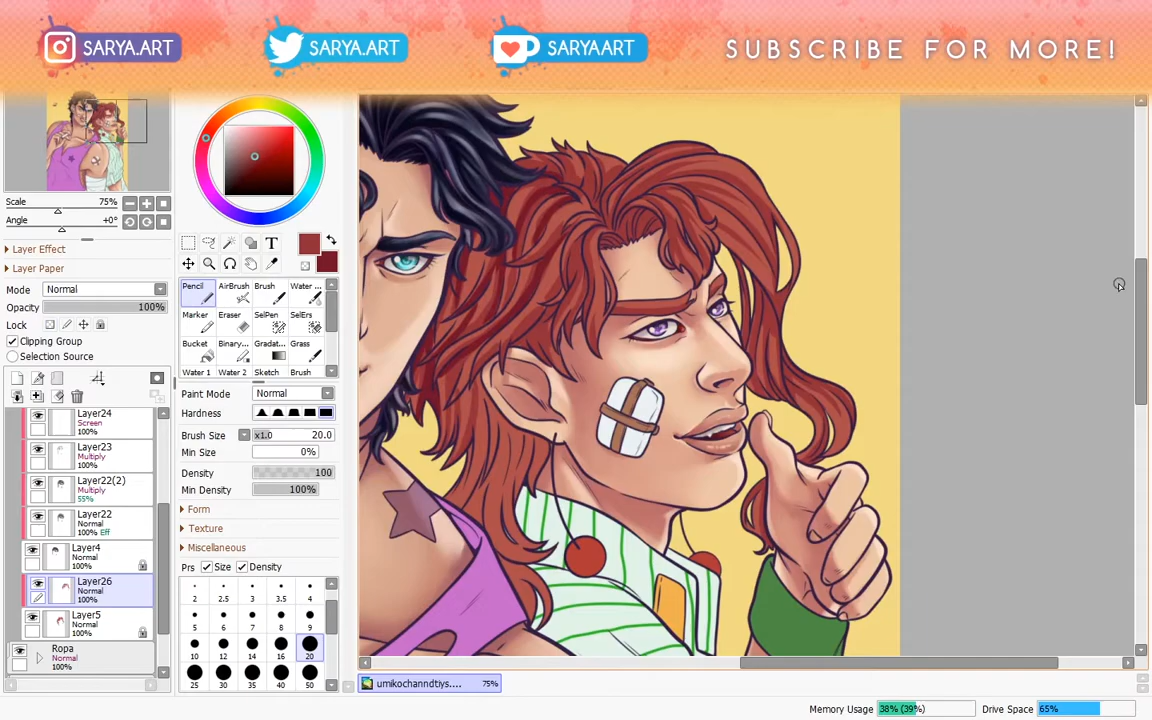 SARYA.ART
SARYA.ART
SARYAART
SUBSCRIBE FOR MORE!
Scale
75%
Angle
+0°
Layer Effect
Layer Paper
Mode
Normal
Opacity
100%
Lock
Clipping Group
Selection Source
Layer24
Screen
100%
Layer23
Multiply
100%
Layer22(2)
Multiply
55%
Layer22
Normal
100% Eff
Layer4
Normal
100%
Layer26
Normal
100%
Layer5
Normal
100%
Ropa
Normal
100%
T
Pencil
AirBrush
Brush
Water ...
Marker
Eraser
SelPen
SelErs
Bucket
Binary...
Gradat...
Grass
Water 1
Water 2
Sketch
Brush
Paint Mode
Normal
Hardness
Brush Size
x1.0
20.0
Min Size
0%
Density
100
Min Density
100%
Form
Texture
Miscellaneous
Prs
Size
Density
2
2.5
3
3.5
4
5
6
7
8
9
10
12
14
16
20
25
30
35
40
50
umikochanndtiys....
75%
Memory Usage
38% (39%)
Drive Space
65%